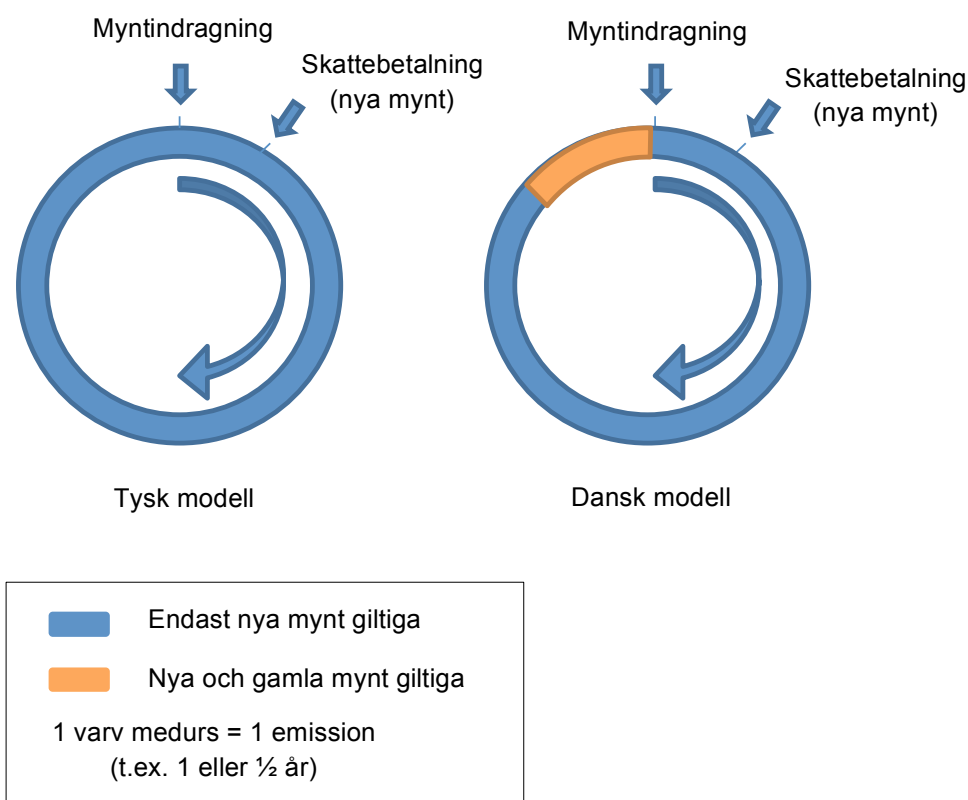 Myntindragning
Skattebetalning
(nya mynt)
Tysk modell
Myntindragning
Skattebetalning
(nya mynt)
Dansk modell
Endast nya mynt giltiga
Nya och gamla mynt giltiga
1 varv medurs = 1 emission
(t.ex. 1 eller ½ år)